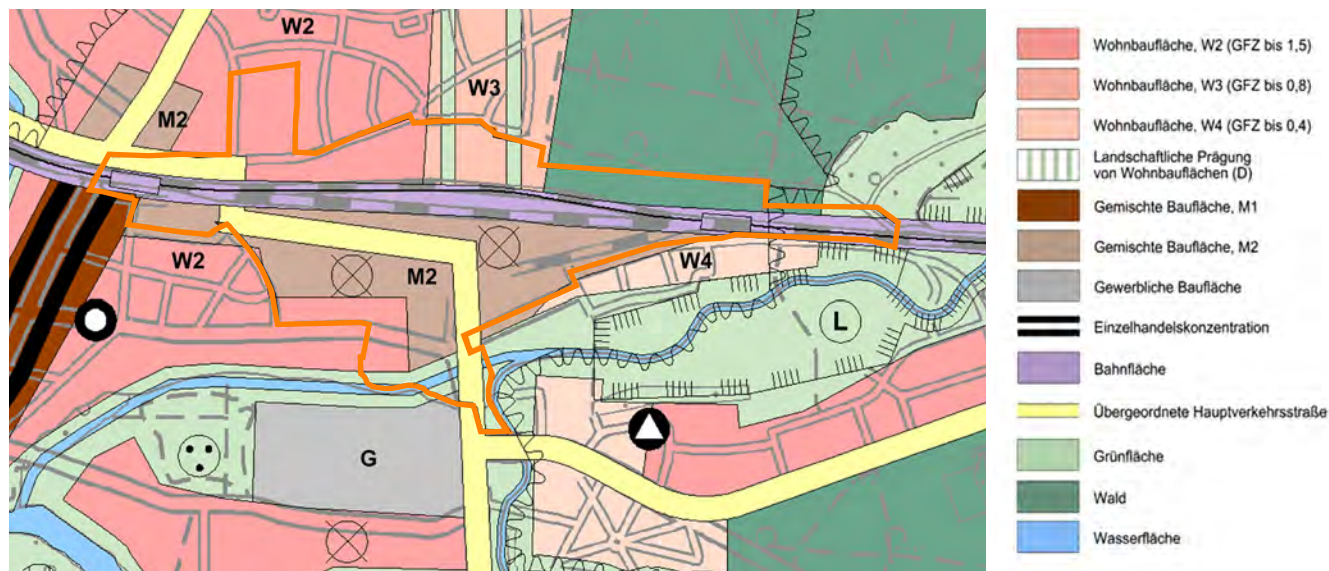 W2
W3
M2
W2
M2
W4
L
G
Wohnbaufläche, W2 (GFZ bis 1,5)
Wohnbaufläche, W3 (GFZ bis 0,8)
Wohnbaufläche, W4 (GFZ bis 0,4)
Landschaftliche Prägung
von Wohnbauflächen (D)
Gemischte Baufläche, M1
Gemischte Baufläche, M2
Gewerbliche Baufläche
Einzelhandelskonzentration
Bahnfläche
Übergeordnete Hauptverkehrsstraße
Grünfläche
Wald
Wasserfläche